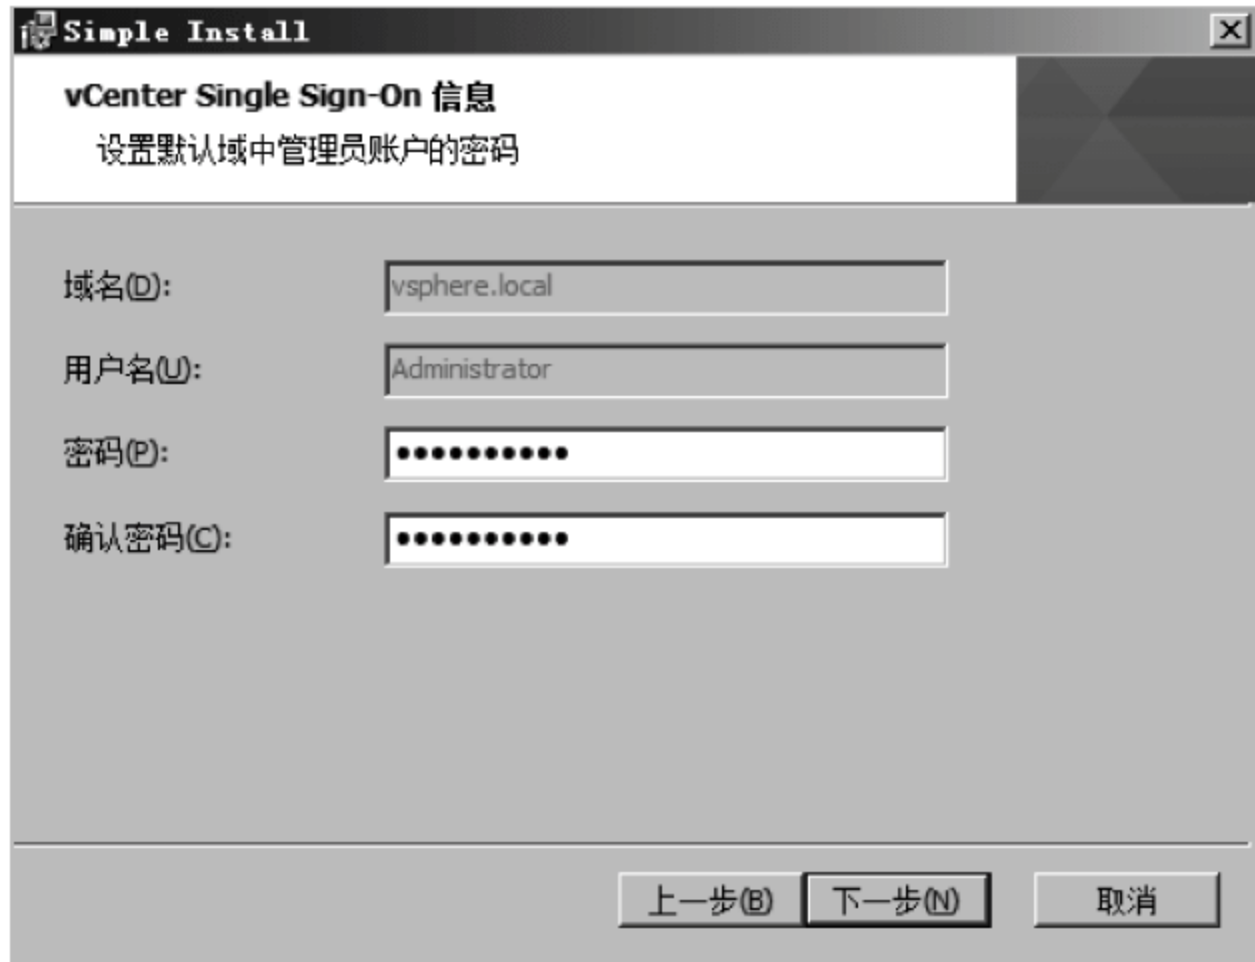 Simple Install
vCenter Single Sign-On 信息
设置默认域中管理员账户的密码
域名(D):
vsphere.local
用户名(U):
Administrator
密码(P):
●●●●●●●●●●
确认密码(C):
●●●●●●●●●●
上一步(B) 下一步(N) 取消